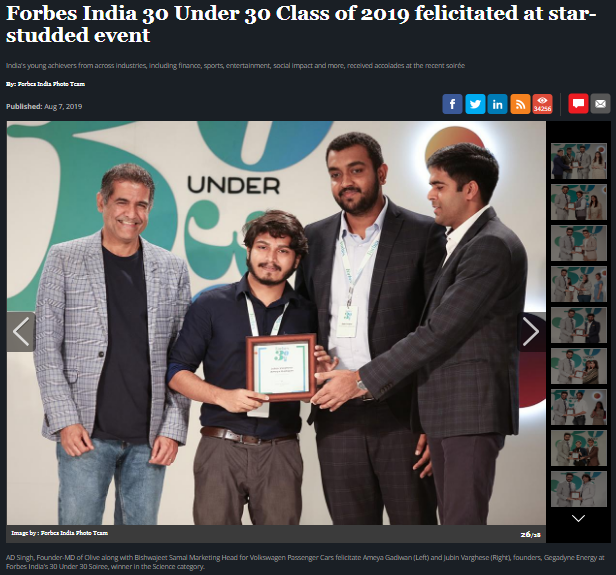 Forbes India 30 Under 30 Class of 2019 felicitated at star-
studded event
India's young achievers from across industries, including finance, sports, entertainment, social impact and more, received accolades at the recent soirée
By: Forbes India Photo Team
Published: Aug 7, 2019
34256
UNDER
Image by : Forbes India Photo Team
26/28
AD Singh, Founder-MD of Olive along with Bishwajeet Samal Marketing Head for Volkswagen Passenger Cars felicitate Ameya Gadiwan (Left) and Jubin Varghese (Right), founders, Gegadyne Energy at
Forbes India's 30 Under 30 Soiree, winner in the Science category.